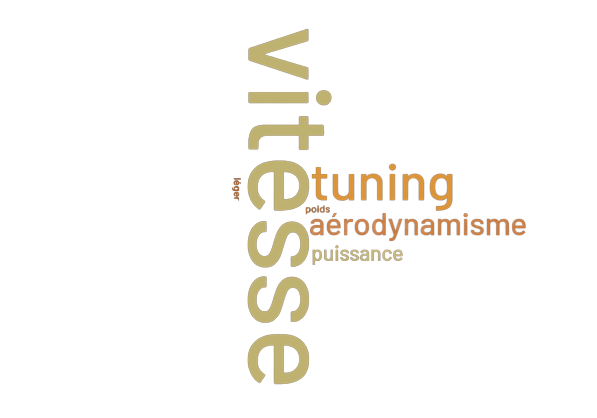 vitesse
tuning
léger
poids
aérodynamisme
puissance